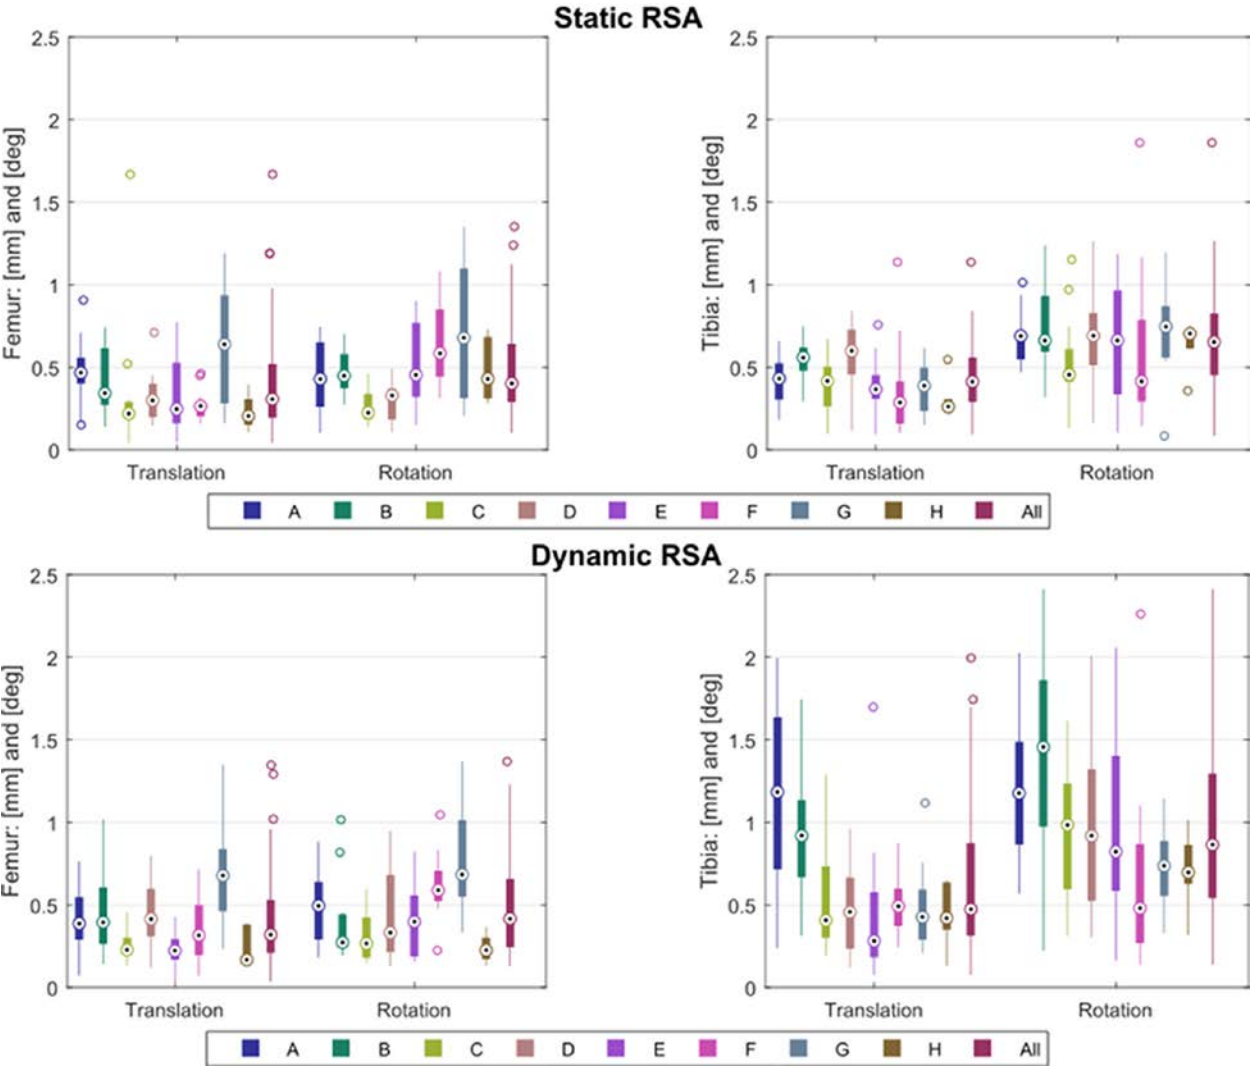 Static RSA
2.5
2
1.5
1
0.5
0
Femur: [mm] and [deg]
Translation
Rotation
2.5
2
1.5
1
0.5
0
Tibia: [mm] and [deg]
Translation
Rotation
A B C D E F G H All
Dynamic RSA
2.5
2
1.5
1
0.5
0
Femur: [mm] and [deg]
Translation
Rotation
2.5
2
1.5
1
0.5
0
Tibia: [mm] and [deg]
Translation
Rotation
A B C D E F G H All